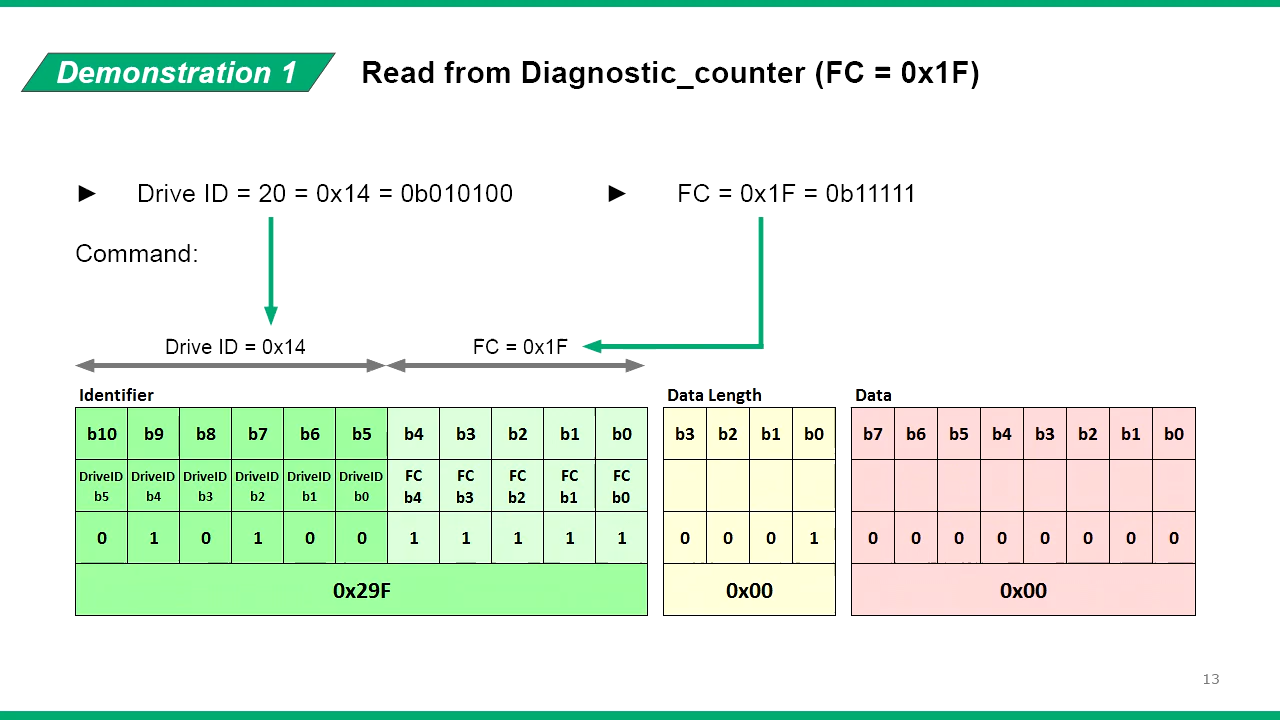 Demonstration 1 Read from Diagnostic_counter (FC = 0x1F)
► Drive ID = 20 = 0x14 = 0b010100 ► FC = 0x1F = 0b11111
Command:
Drive ID = 0x14 FC = 0x1F
Identifier Data Length Data
b10 b9 b8 b7 b6 b5 b4 b3 b2 b1 b0 b3 b2 b1 b0 b7 b6 b5 b4 b3 b2 b1 b0
DriveID DriveID DriveID DriveID DriveID DriveID FC FC FC FC FC
b5 b4 b3 b2 b1 b0 b4 b3 b2 b1 b0
0 1 0 1 0 0 1 1 1 1 1 0 0 0 1 0 0 0 0 0 0 0 0
0x29F 0x00 0x00
13